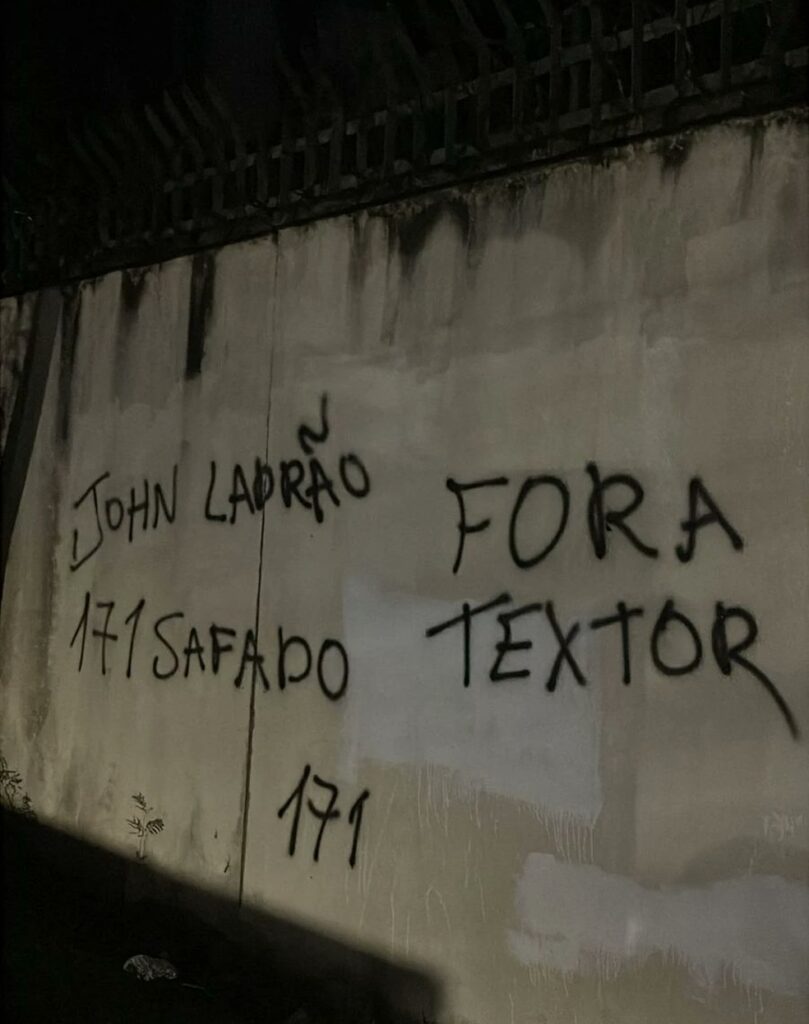 JOHN LADRÃO
171 SAFADO
171
FORA
TEXTOR